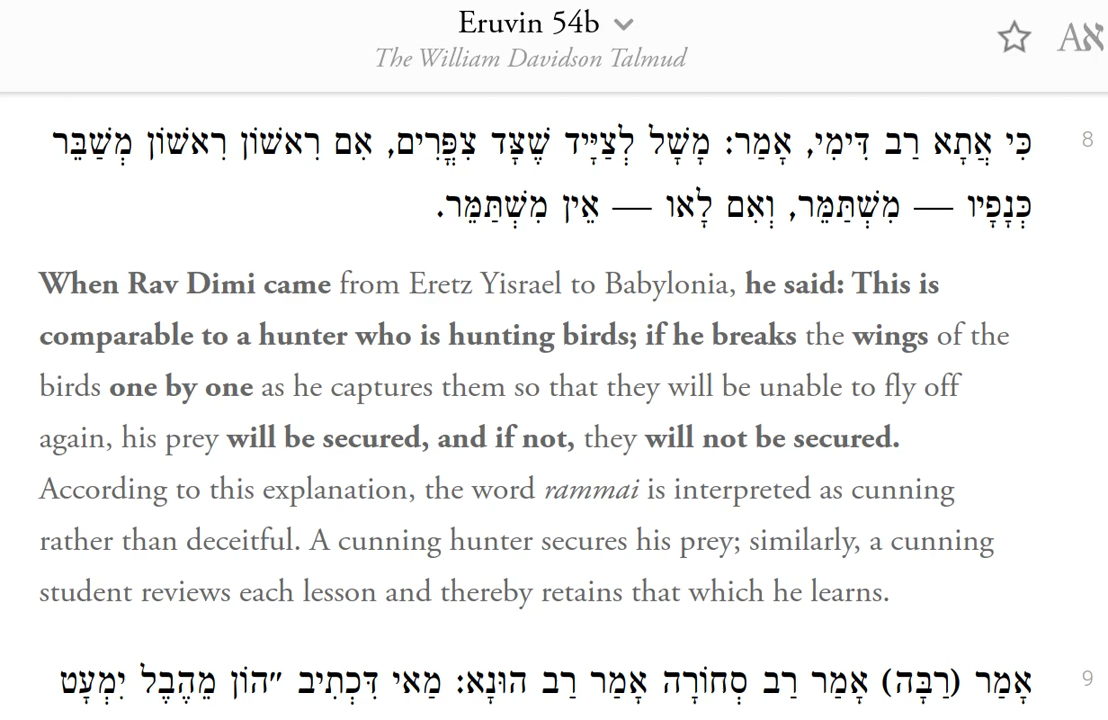 Eruvin 54b
The William Davidson Talmud
Aא
8
כִּי אֲתָא רַב דִּימִי, אָמַר: מָשָׁל לְצַיָּיד שֶׁצָּד צִפֳּרִים, אִם רִאשׁוֹן רִאשׁוֹן מְשַׁבֵּר
כְּנָפָיו — מִשְׁתַּמֵּר, וְאִם לָאו — אֵין מִשְׁתַּמֵּר.
When Rav Dimi came from Eretz Yisrael to Babylonia, he said: This is
comparable to a hunter who is hunting birds; if he breaks the wings of the
birds one by one as he captures them so that they will be unable to fly off
again, his prey will be secured, and if not, they will not be secured.
According to this explanation, the word rammai is interpreted as cunning
rather than deceitful. A cunning hunter secures his prey; similarly, a cunning
student reviews each lesson and thereby retains that which he learns.
9
אָמַר (רַבָּה) אָמַר רַב סְחוֹרָה אָמַר רַב הוּנָא: מַאי דִּכְתִיב ״הוֹן מֵהֶבֶל יִמְעָט